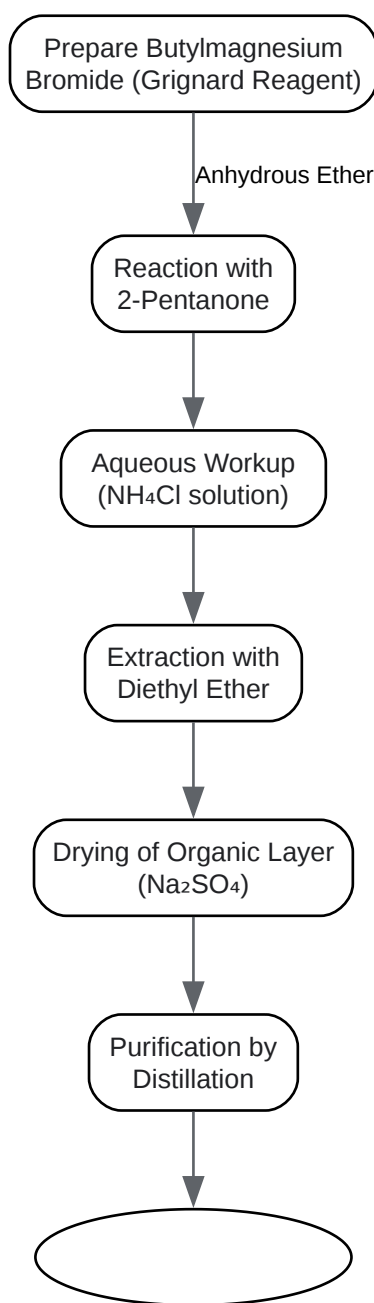 Prepare Butylmagnesium
Bromide (Grignard Reagent)
Anhydrous Ether
Reaction with
2-Pentanone
Aqueous Workup
(NH₄Cl solution)
Extraction with
Diethyl Ether
Drying of Organic Layer
(Na₂SO₄)
Purification by
Distillation